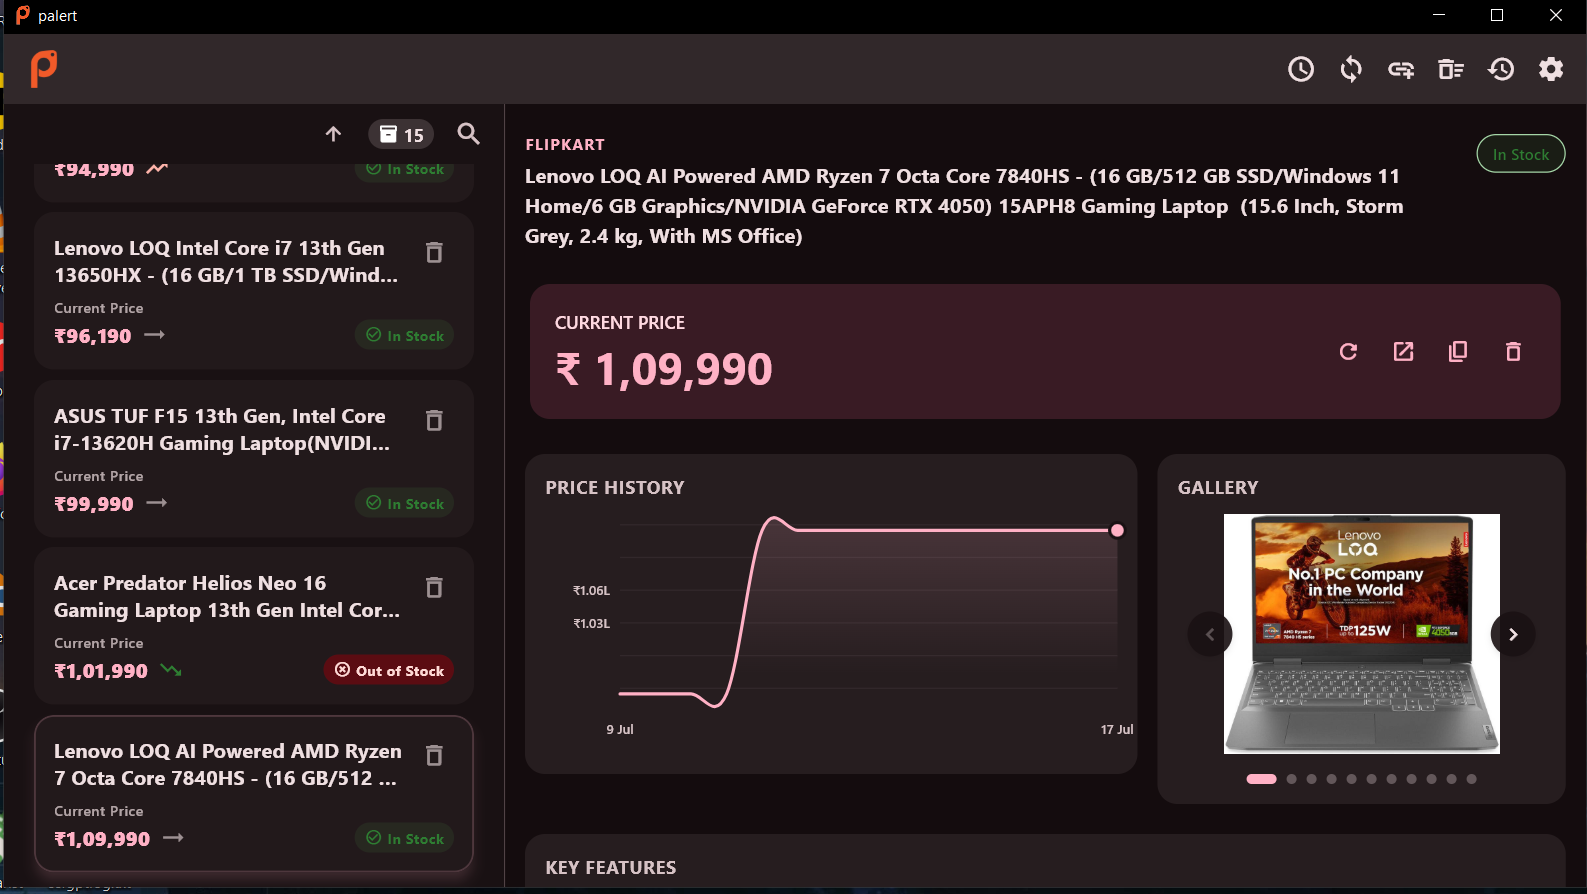 palert
15
₹94,990
In Stock
Lenovo LOQ Intel Core i7 13th Gen
13650HX - (16 GB/1 TB SSD/Wind...
Current Price
₹96,190
In Stock
ASUS TUF F15 13th Gen, Intel Core
i7-13620H Gaming Laptop(NVIDI...
Current Price
₹99,990
In Stock
Acer Predator Helios Neo 16
Gaming Laptop 13th Gen Intel Cor...
Current Price
₹1,01,990
Out of Stock
Lenovo LOQ AI Powered AMD Ryzen
7 Octa Core 7840HS - (16 GB/512 ...
Current Price
₹1,09,990
In Stock
FLIPKART
In Stock
Lenovo LOQ AI Powered AMD Ryzen 7 Octa Core 7840HS - (16 GB/512 GB SSD/Windows 11
Home/6 GB Graphics/NVIDIA GeForce RTX 4050) 15APH8 Gaming Laptop (15.6 Inch, Storm
Grey, 2.4 kg, With MS Office)
CURRENT PRICE
₹ 1,09,990
PRICE HISTORY
₹1.06L
₹1.03L
9 Jul
17 Jul
GALLERY
Lenovo
LOQ
No.1 PC Company
in the World
TDP
up to 125W
KEY FEATURES